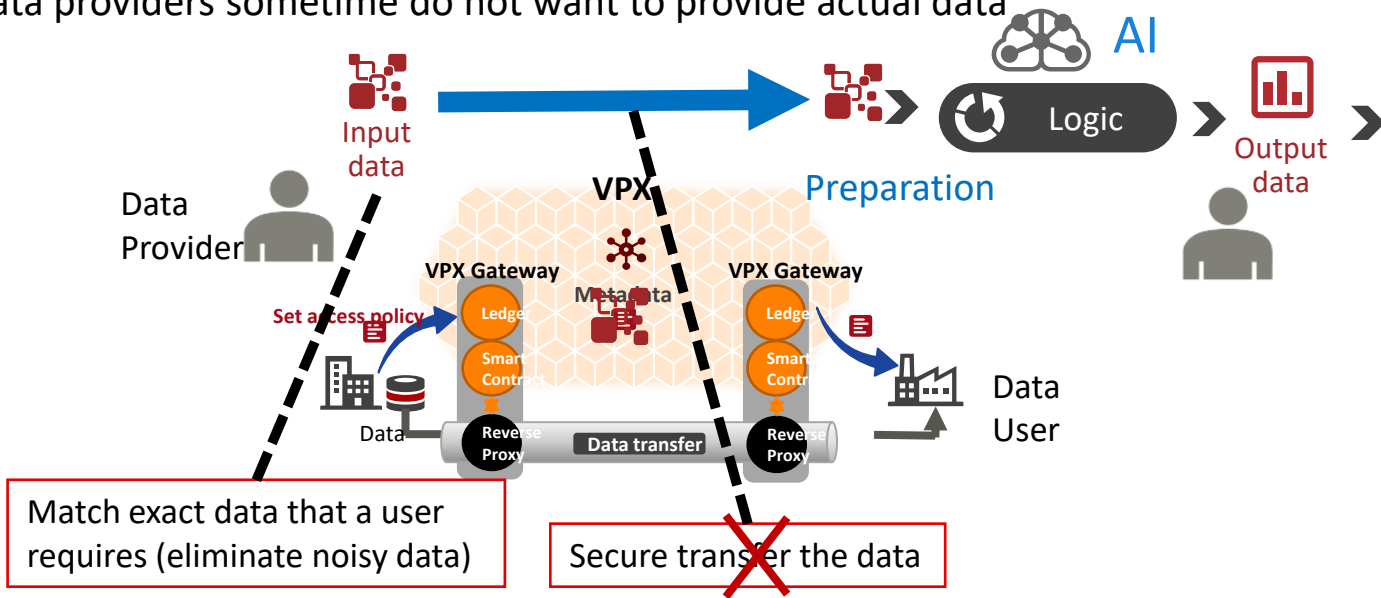 ata providers sometime do not want to provide actual data
AI
Input
data
Logic
Output
data
Data
Provider
VPX
Preparation
VPX Gateway
VPX Gateway
Metadata
Set access policy
Ledger
Ledger
Smart
Contract
Smart
Contr
Data
User
Data
Reverse
Proxy
Data transfer
Reverse
Proxy
Match exact data that a user
requires (eliminate noisy data)
Secure transfer the data